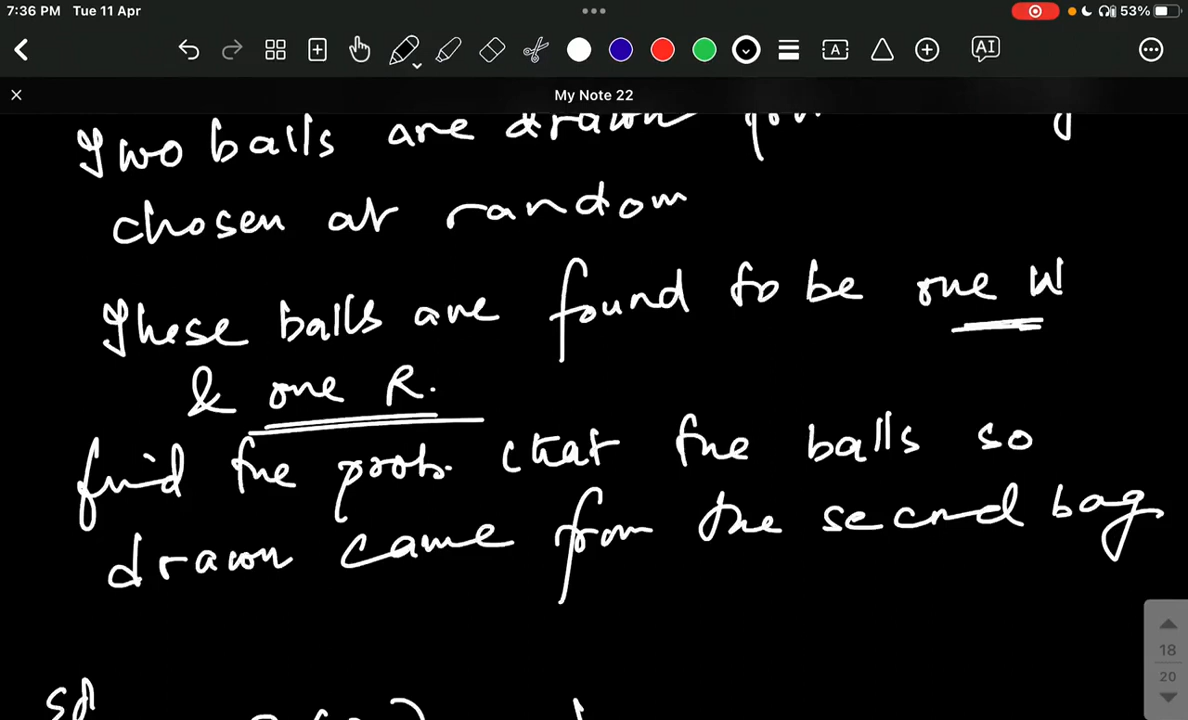 7:36 PM Tue 11 Apr
53%
A
AI
My Note 22
Two balls are drawn
chosen at random
These balls are found to be one W
& one R.
find the prob. that the balls so
drawn came from the second bag
18
20